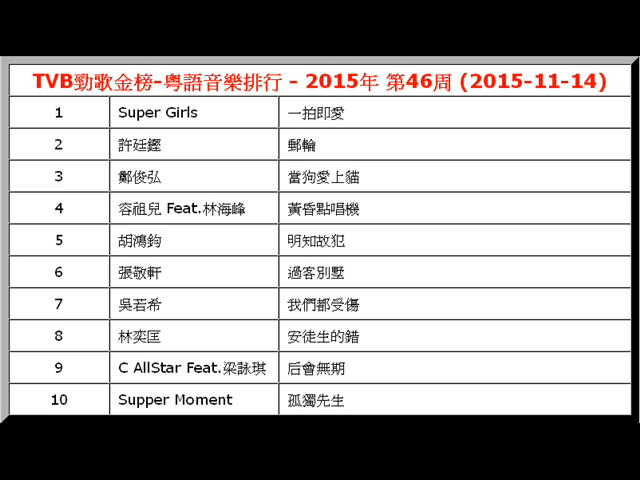 TVB勁歌金榜-粵語音樂排行 - 2015年 第46周 (2015-11-14)
1 Super Girls 一拍即愛
2 許廷鏗 郵輪
3 鄭俊弘 當狗愛上貓
4 容祖兒 Feat.林海峰 黃昏點唱機
5 胡鴻鈞 明知故犯
6 張敬軒 過客別墅
7 吳若希 我們都受傷
8 林奕匡 安徒生的錯
9 C AllStar Feat.梁詠琪 后會無期
10 Supper Moment 孤獨先生